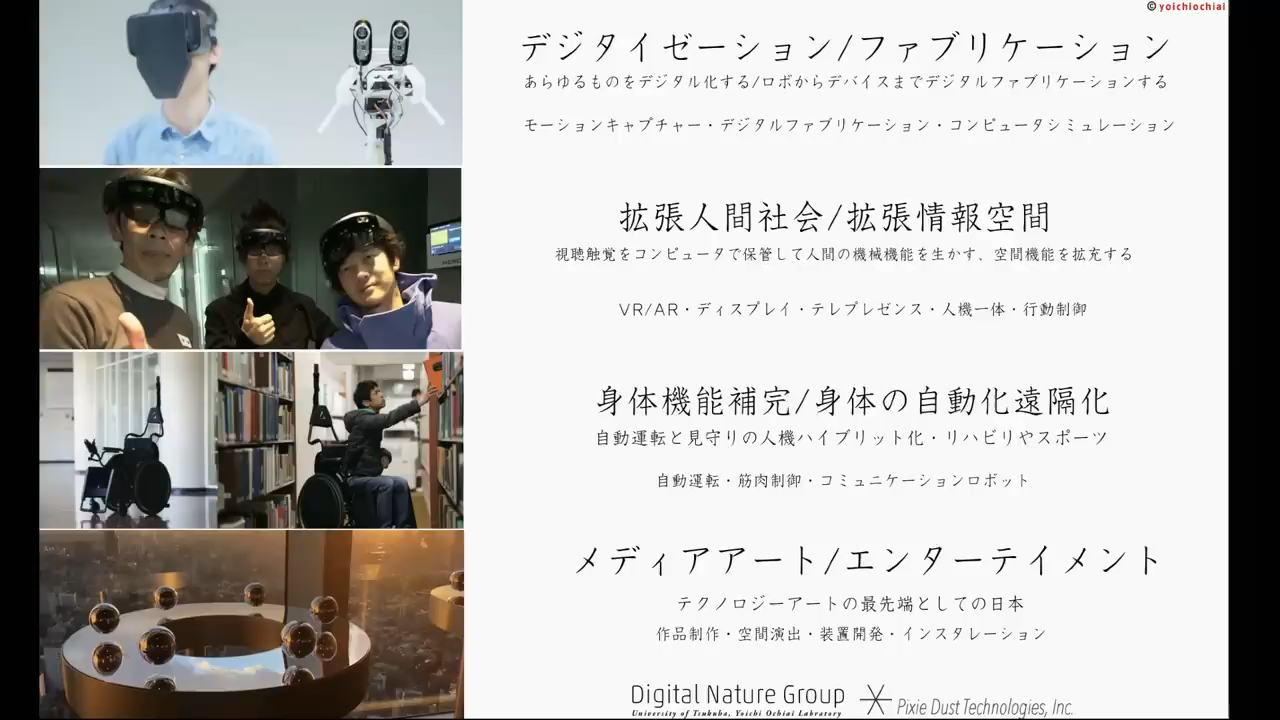 © yoichiochiai
デジタイゼーション/ファブリケーション
あらゆるものをデジタル化する/ロボからデバイスまでデジタルファブリケーションする
モーションキャプチャー・デジタルファブリケーション・コンピュータシミュレーション
拡張人間社会/拡張情報空間
視聴触覚をコンピュータで保管して人間の機械機能を生かす、空間機能を拡充する
VR/AR・ディスプレイ・テレプレゼンス・人機一体・行動制御
身体機能補完/身体の自動化遠隔化
自動運転と見守りの人機ハイブリット化・リハビリやスポーツ
自動運転・筋肉制御・コミュニケーションロボット
メディアアート/エンターテイメント
テクノロジーアートの最先端としての日本
作品制作・空間演出・装置開発・インスタレーション
Digital Nature Group
University of Tsukuba, Yoichi Ochiai Labratory
Pixie Dust Technologies, Inc.